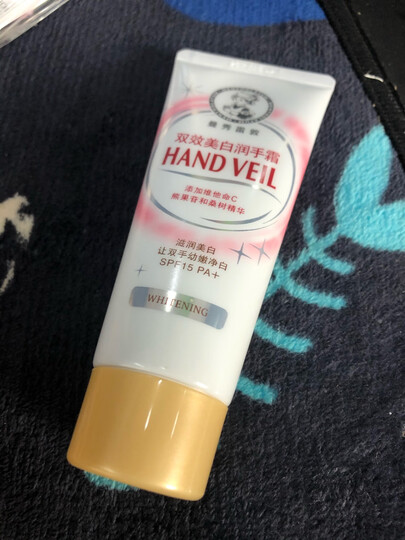 曼秀雷敦
双效美白润手霜
HAND VEIL
添加维他命C
熊果苷和桑树精华
滋润美白
让双手动嫩净白
SPF15 PA+
WHITENING